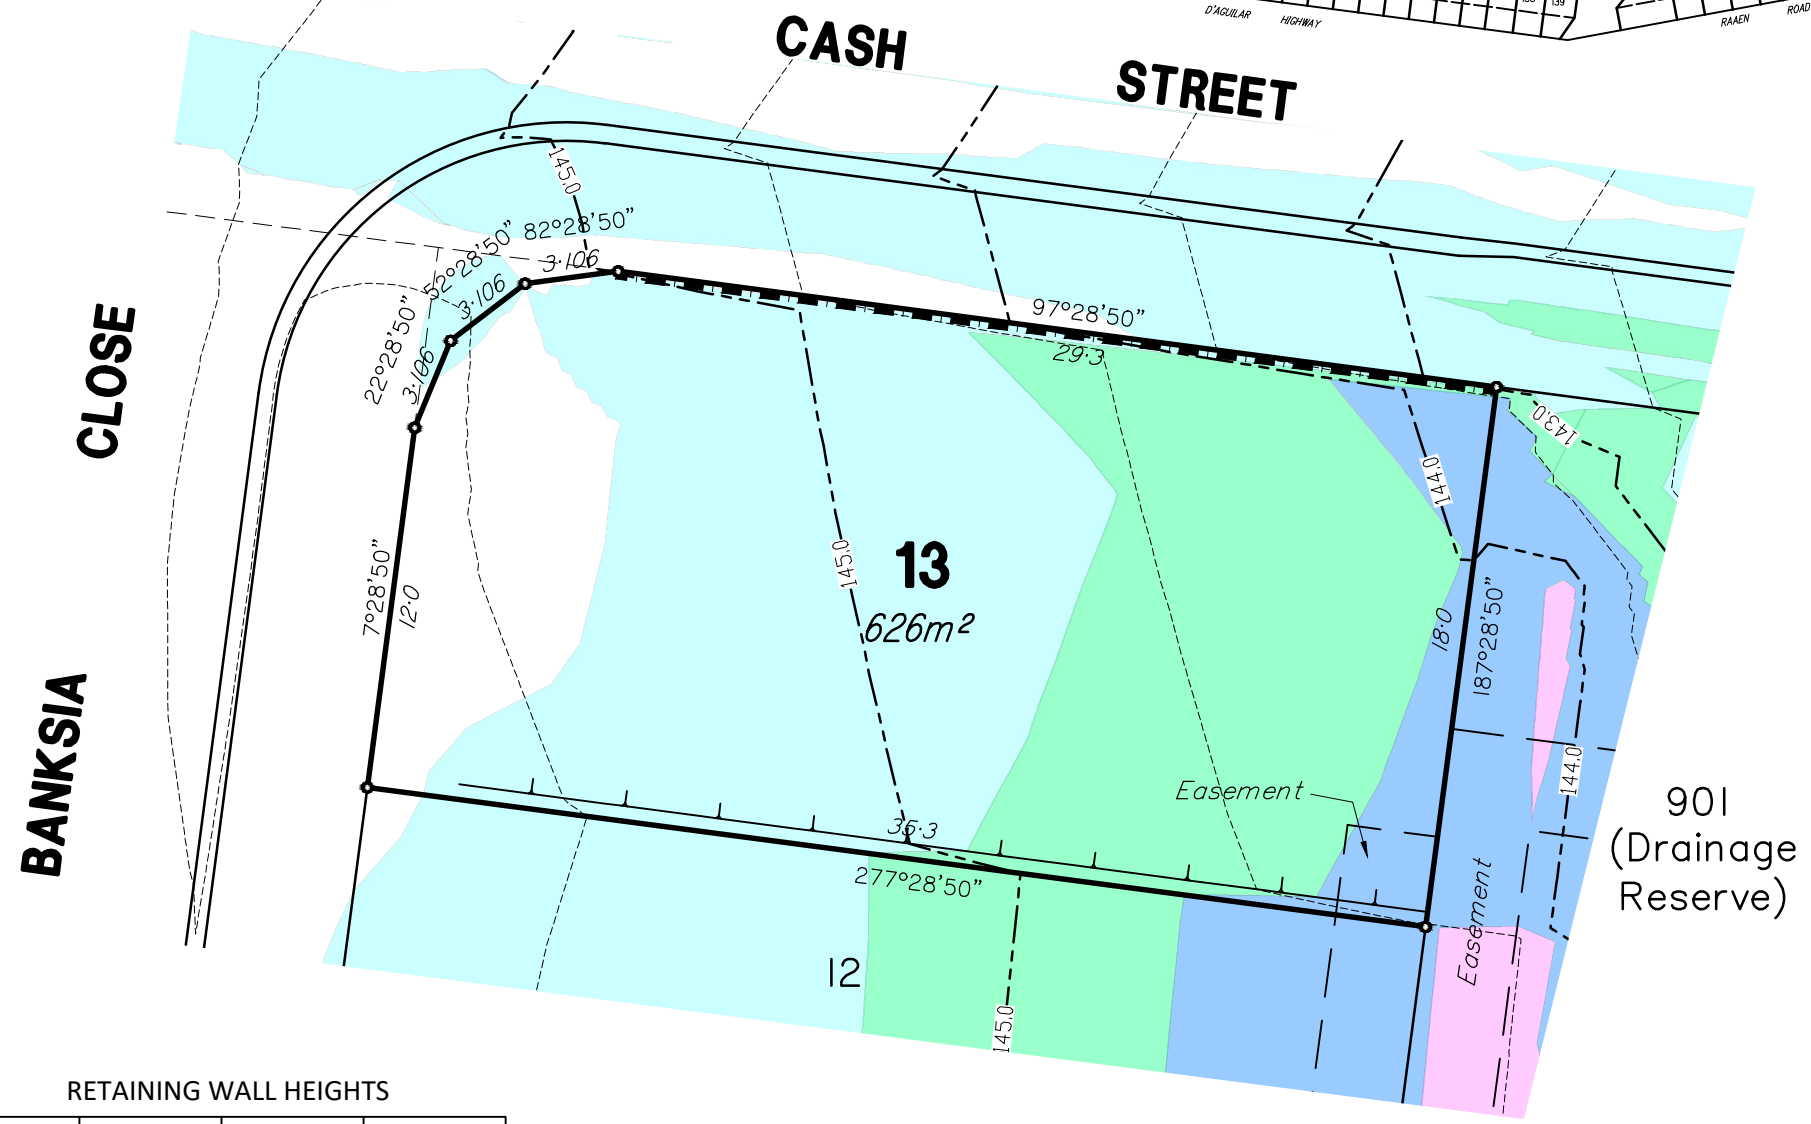 139
D'AGUILAR HIGHWAY
RAAEN ROAD
CASH STREET
145.0
82°28'50"
52°28'50"
3·106
3·106
22°28'50"
3·106
97°28'50"
29·3
CLOSE
143.0
144.0
145.0
13
626m²
7°28'50"
12·0
18·0
187°28'50"
BANKSIA
Easement
144.0
35·3
277°28'50"
901
(Drainage
Reserve)
Easement
12
145.0
RETAINING WALL HEIGHTS